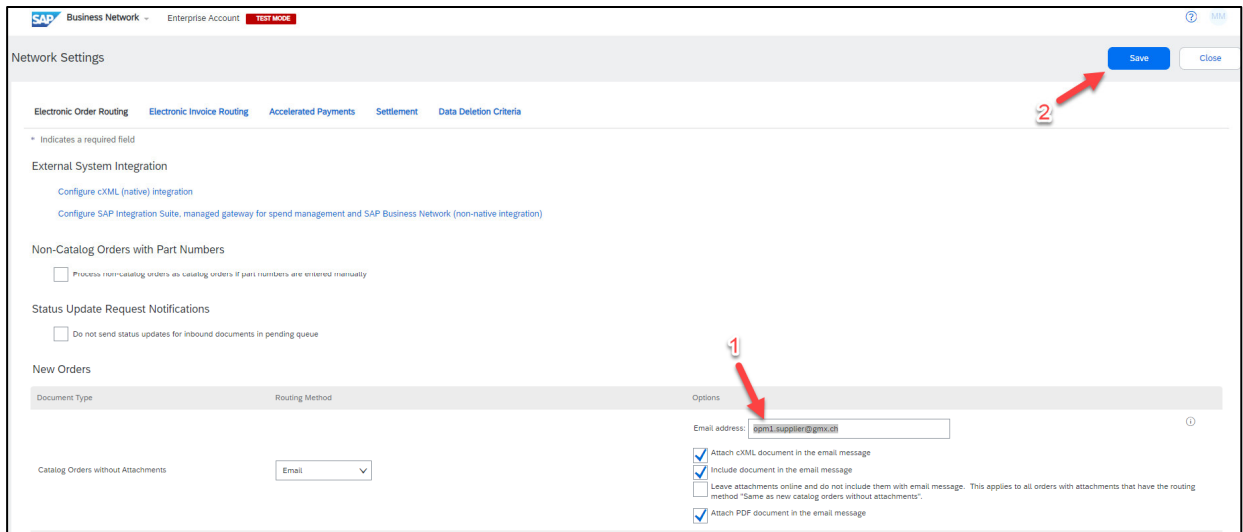 SAP Business Network Enterprise Account TEST MODE ? MM
Network Settings
Save Close
2
Electronic Order Routing Electronic Invoice Routing Accelerated Payments Settlement Data Deletion Criteria
* Indicates a required field
External System Integration
Configure cXML (native) integration
Configure SAP Integration Suite, managed gateway for spend management and SAP Business Network (non-native integration)
Non-Catalog Orders with Part Numbers
Process non-catalog orders as catalog orders if part numbers are entered manually
Status Update Request Notifications
Do not send status updates for inbound documents in pending queue
1
New Orders
Document Type Routing Method Options
Email address: opm1.supplier@gmx.ch
Attach cXML document in the email message
Catalog Orders without Attachments Email Include document in the email message
Leave attachments online and do not include them with email message. This applies to all orders with attachments that have the routing
method "Same as new catalog orders without attachments".
Attach PDF document in the email message